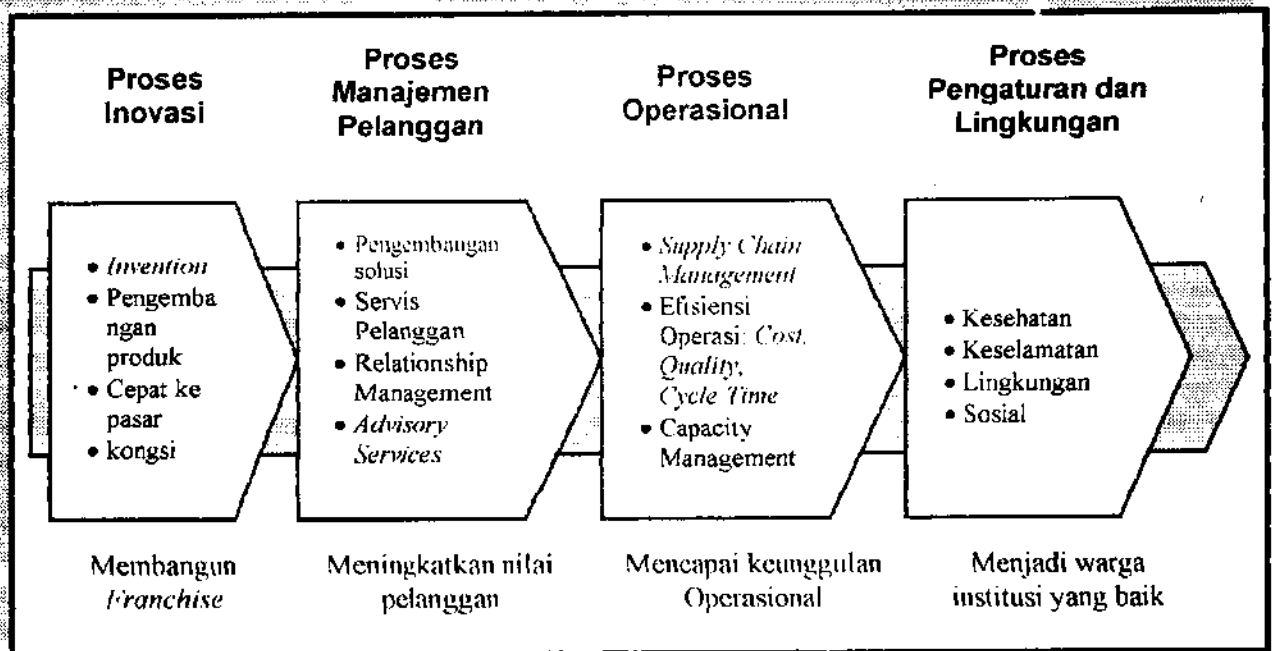 Proses
Inovasi
Proses
Manajemen
Pelanggan
Proses
Operasional
Proses
Pengaturan dan
Lingkungan
• Invention
• Pengemba
ngan
produk
• Cepat ke
pasar
• kongsi
• Pengembangan
solusi
• Servis
Pelanggan
• Relationship
Management
• Advisory
Services
• Supply Chain
Management
• Efisiensi
Operasi: Cost,
Quality,
Cycle Time
• Capacity
Management
• Kesehatan
• Keselamatan
• Lingkungan
• Sosial
Membangun
Franchise
Meningkatkan nilai
pelanggan
Mencapai keunggulan
Operasional
Menjadi warga
institusi yang baik